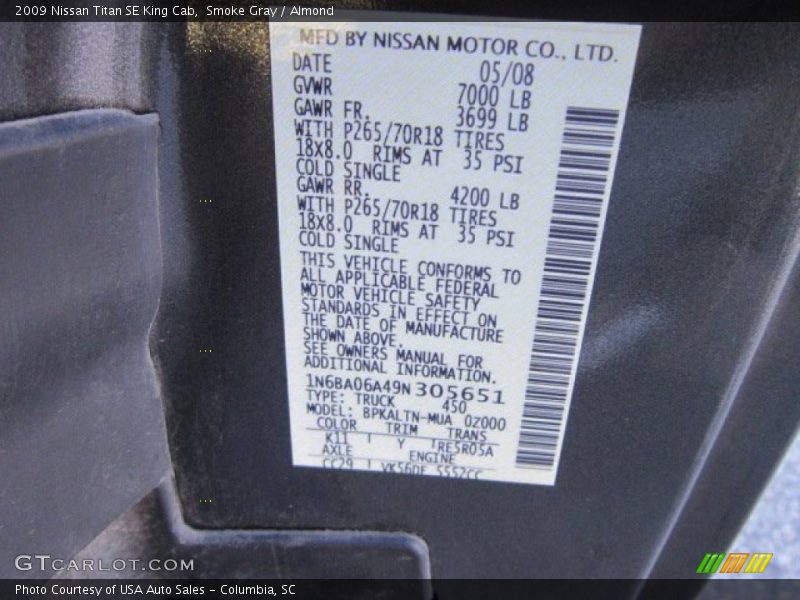 2009 Nissan Titan SE King Cab,  Smoke Gray / Almond
MFD BY NISSAN MOTOR CO., LTD.
DATE 05/08
GVWR 7000 LB
GAWR FR. 3699 LB
WITH P265/70R18 TIRES
18X8.0 RIMS AT 35 PSI
COLD SINGLE
GAWR RR. 4200 LB
WITH P265/70R18 TIRES
18X8.0 RIMS AT 35 PSI
COLD SINGLE
THIS VEHICLE CONFORMS TO
ALL APPLICABLE FEDERAL
MOTOR VEHICLE SAFETY
STANDARDS IN EFFECT ON
THE DATE OF MANUFACTURE
SHOWN ABOVE.
SEE OWNERS MANUAL FOR
ADDITIONAL INFORMATION.
1N6BA06A49N305651
TYPE: TRUCK 450
MODEL: BPKALTN-MUA 0Z000
COLOR TRIM TRANS
K11 Y RE5R05A
AXLE ENGINE
CC29 VK56DE 5552CC
GTCARLOT.COM
Photo Courtesy of USA Auto Sales - Columbia, SC